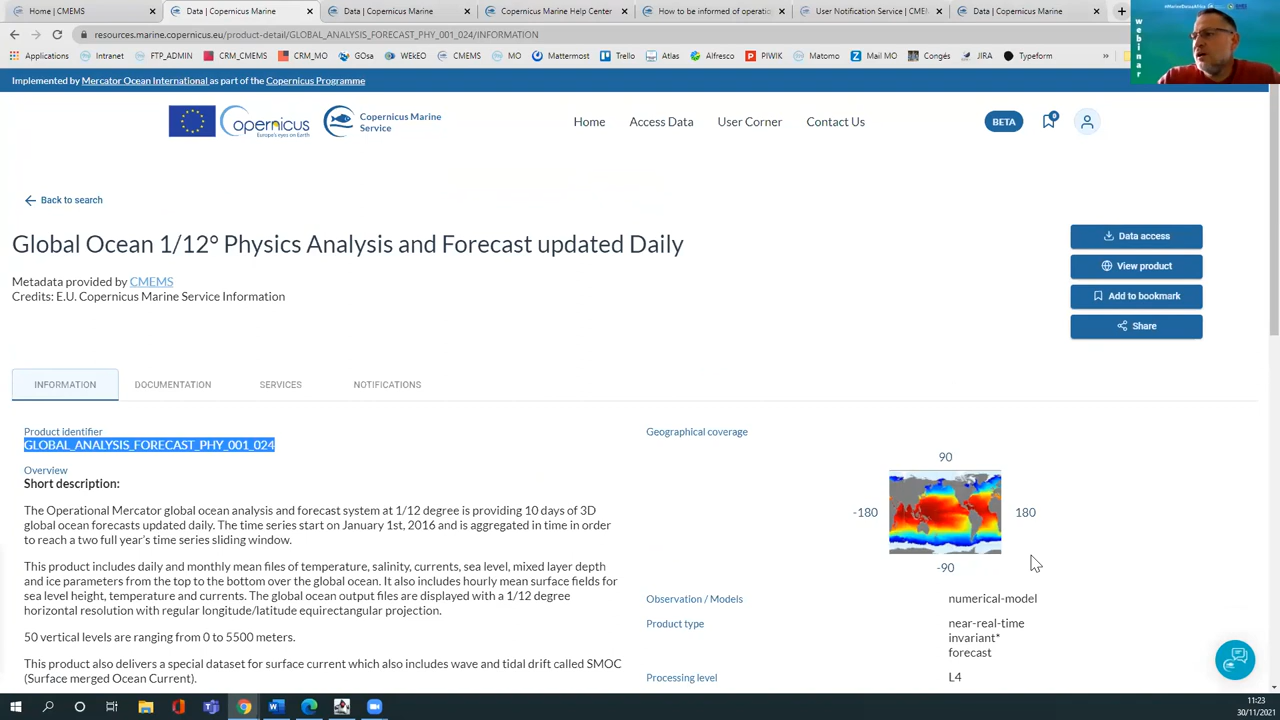 Home
Data | Copernicus Marine
Data | Copernicus Marine
Copernicus Marine Help Center
How to be informed of operatio
User Notification Service | CMEM
Data | Copernicus Marine
resources.marine.copernicus.eu/product-detail/GLOBAL_ANALYSIS_FORECAST_PHY_001_024/INFORMATION
Applications Intranet FTP_ADMIN CRM_CMEMS CRM_MO GOsa WEkEO CMEMS MO Mattermost Trello Atlas Alfresco PIWIK Matomo Mail MO Congés JIRA Typeform »
webinar
Implemented by Mercator Ocean International as part of the Copernicus Programme
opernicus
Europe's eyes on Earth
Copernicus Marine
Service
Home Access Data User Corner Contact Us
BETA
0
Back to search
Global Ocean 1/12° Physics Analysis and Forecast updated Daily
Metadata provided by CMEMS
Credits: E.U. Copernicus Marine Service Information
Data access
View product
Add to bookmark
Share
INFORMATION DOCUMENTATION SERVICES NOTIFICATIONS
Product identifier
GLOBAL_ANALYSIS_FORECAST_PHY_001_024
Overview
Short description:
The Operational Mercator global ocean analysis and forecast system at 1/12 degree is providing 10 days of 3D
global ocean forecasts updated daily. The time series start on January 1st, 2016 and is aggregated in time in order
to reach a two full year's time series sliding window.
This product includes daily and monthly mean files of temperature, salinity, currents, sea level, mixed layer depth
and ice parameters from the top to the bottom over the global ocean. It also includes hourly mean surface fields for
sea level height, temperature and currents. The global ocean output files are displayed with a 1/12 degree
horizontal resolution with regular longitude/latitude equirectangular projection.
50 vertical levels are ranging from 0 to 5500 meters.
This product also delivers a special dataset for surface current which also includes wave and tidal drift called SMOC
(Surface merged Ocean Current).
Geographical coverage
90
-180
180
-90
Observation / Models numerical-model
Product type near-real-time
invariant*
forecast
Processing level L4
11:23
30/11/2021